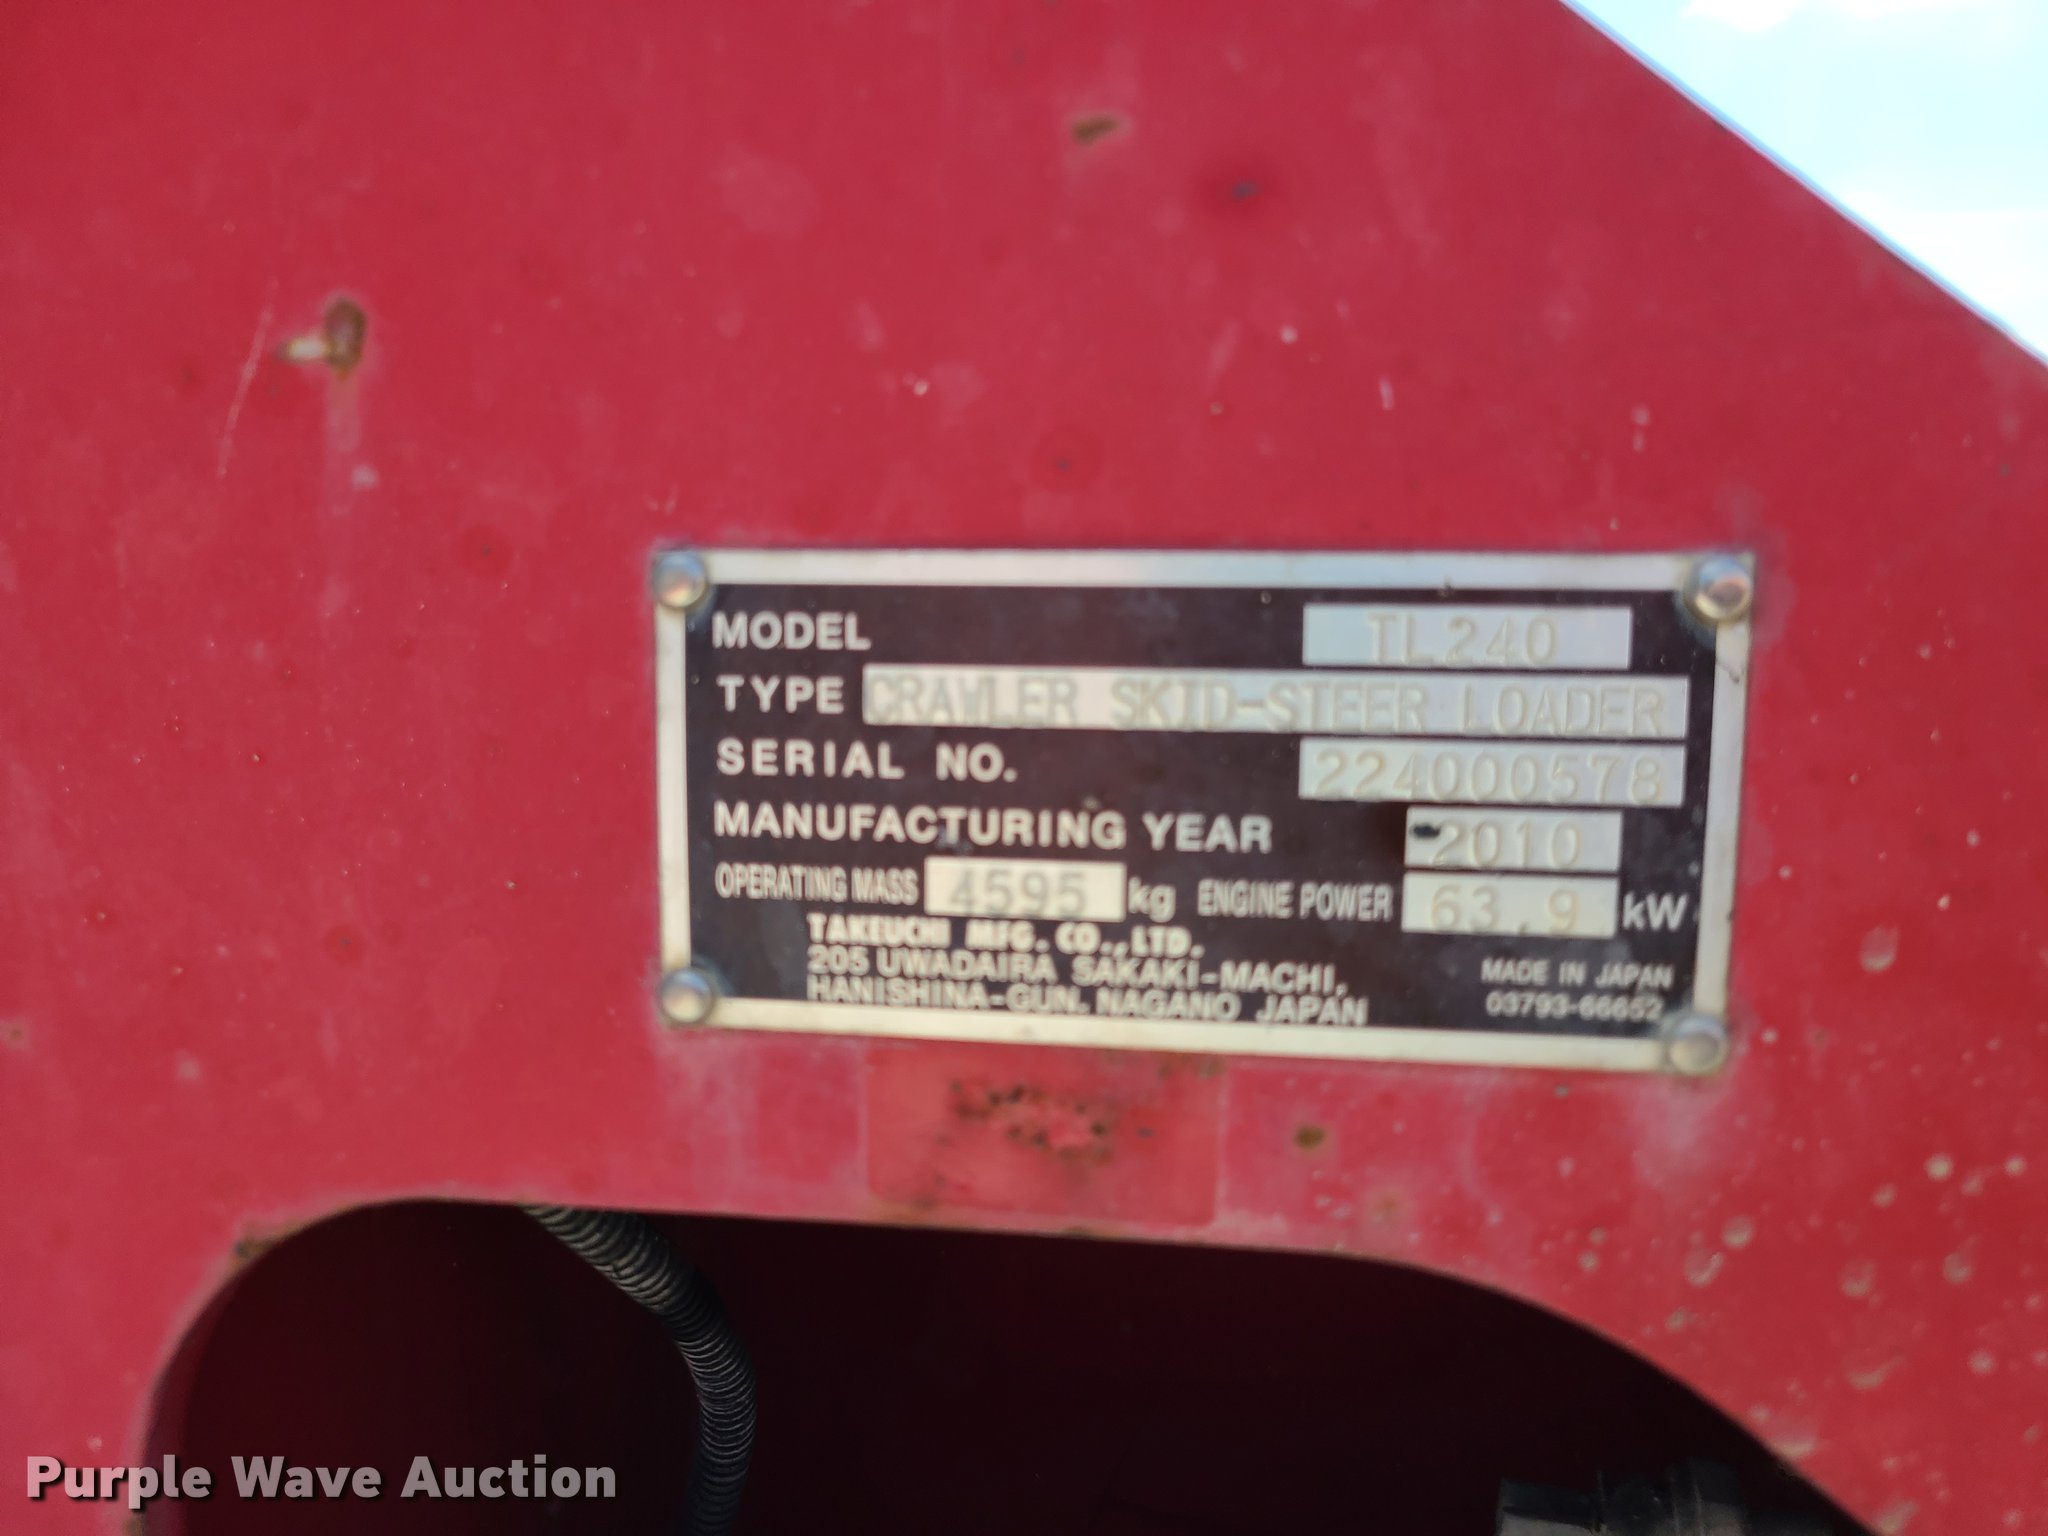 MODEL TL240
TYPE CRAWLER SKID-STEER LOADER
SERIAL NO. 224000578
MANUFACTURING YEAR 2010
OPERATING MASS 4595 kg ENGINE POWER 63.9 kW
TAKEUCHI MFG. CO., LTD.
205 UWADAIRA SAKAKI-MACHI,
HANISHINA-GUN, NAGANO JAPAN
MADE IN JAPAN
03793-66652
Purple Wave Auction